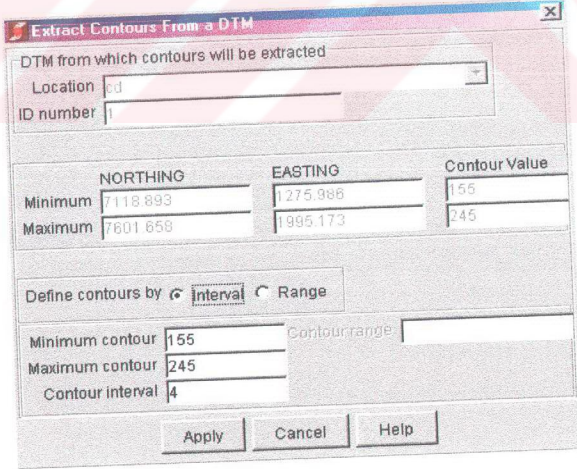 Extract Contours From a DTM
DTM from which contours will be extracted
Location cd
ID number 1
NORTHING EASTING Contour Value
Minimum 7118.893 1275.986 155
Maximum 7601.658 1995.173 245
Define contours by Interval Range
Minimum contour 155 Contour range
Maximum contour 245
Contour interval 4
Apply Cancel Help